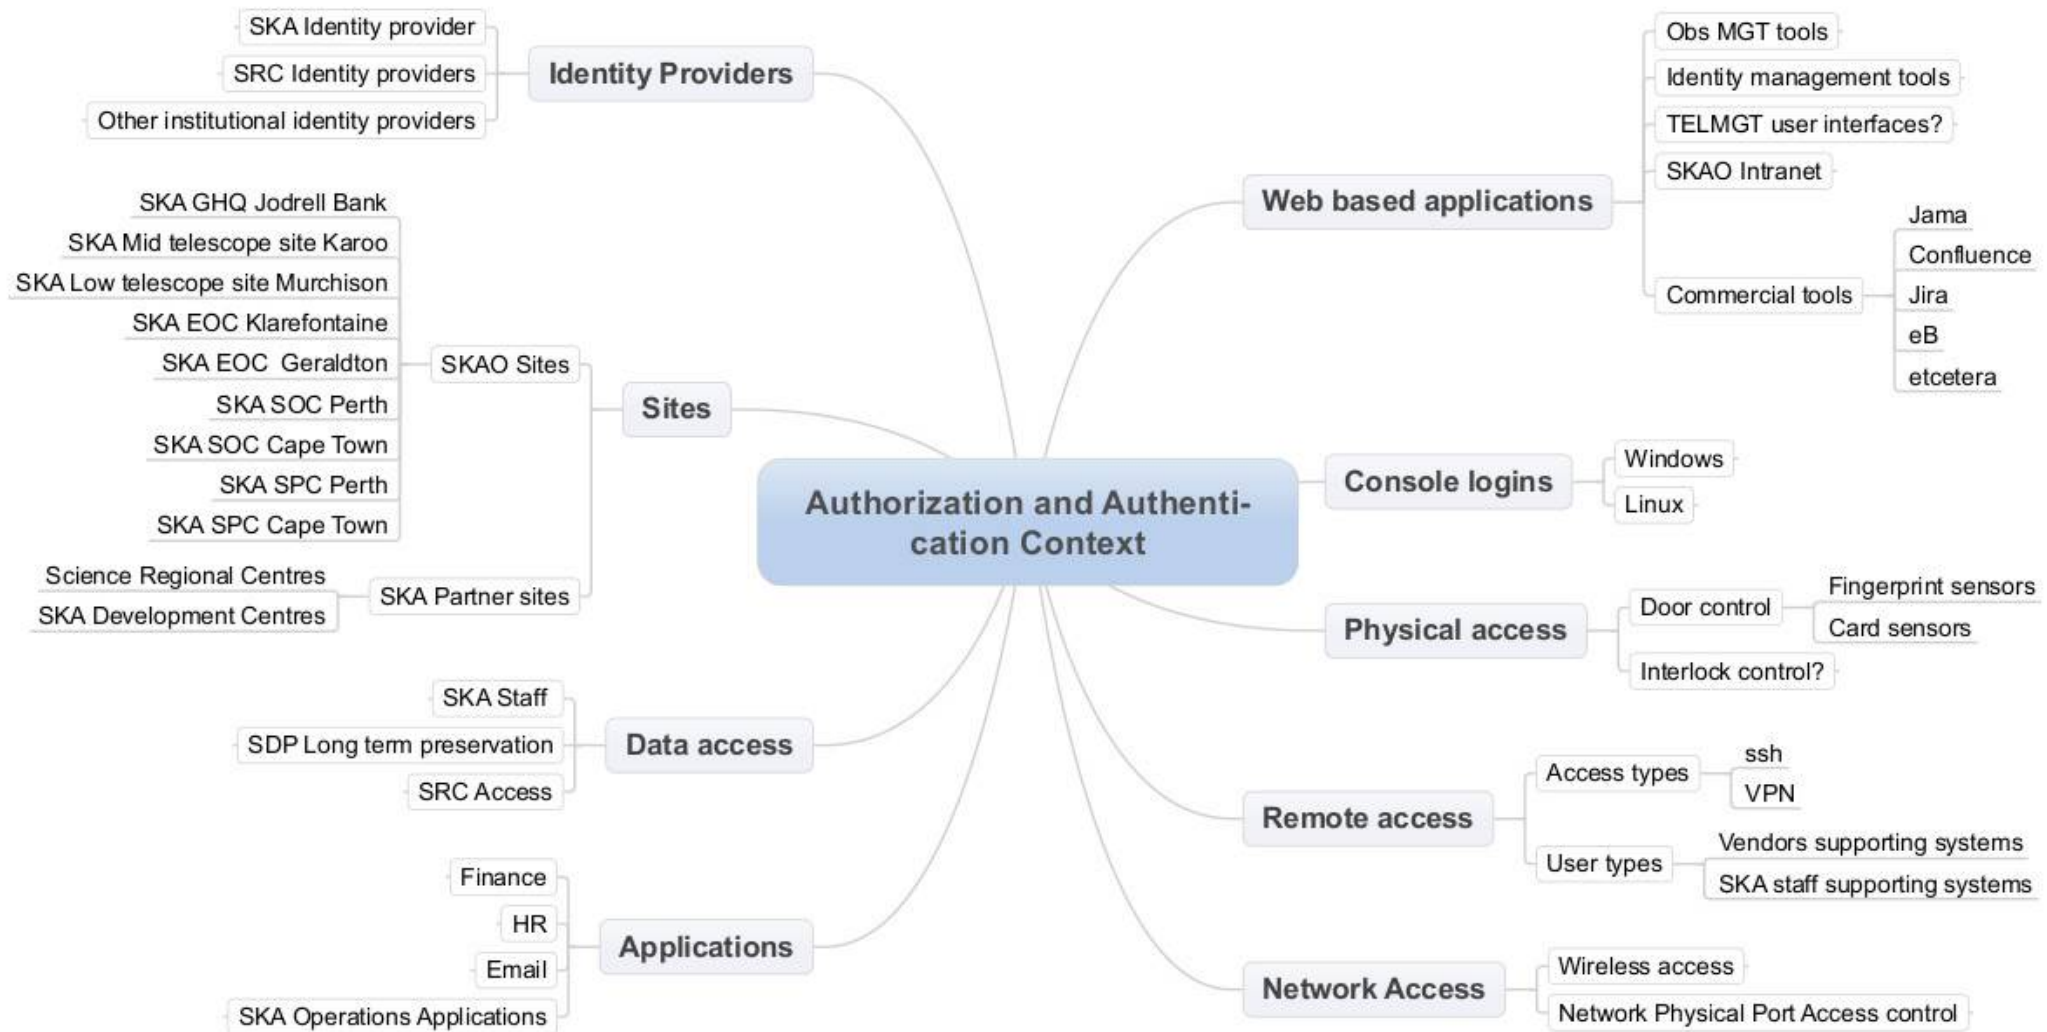 SKA Identity provider
SRC Identity providers
Other institutional identity providers
Identity Providers
SKA GHQ Jodrell Bank
SKA Mid telescope site Karoo
SKA Low telescope site Murchison
SKA EOC Klarefontaine
SKA EOC  Geraldton
SKA SOC Perth
SKA SOC Cape Town
SKA SPC Perth
SKA SPC Cape Town
SKAO Sites
Science Regional Centres
SKA Development Centres
SKA Partner sites
Sites
SKA Staff
SDP Long term preservation
SRC Access
Data access
Finance
HR
Email
SKA Operations Applications
Applications
Authorization and Authenti-
cation Context
Web based applications
Obs MGT tools
Identity management tools
TELMGT user interfaces?
SKAO Intranet
Commercial tools
Jama
Confluence
Jira
eB
etcetera
Console logins
Windows
Linux
Physical access
Door control
Fingerprint sensors
Card sensors
Interlock control?
Remote access
Access types
ssh
VPN
User types
Vendors supporting systems
SKA staff supporting systems
Network Access
Wireless access
Network Physical Port Access control